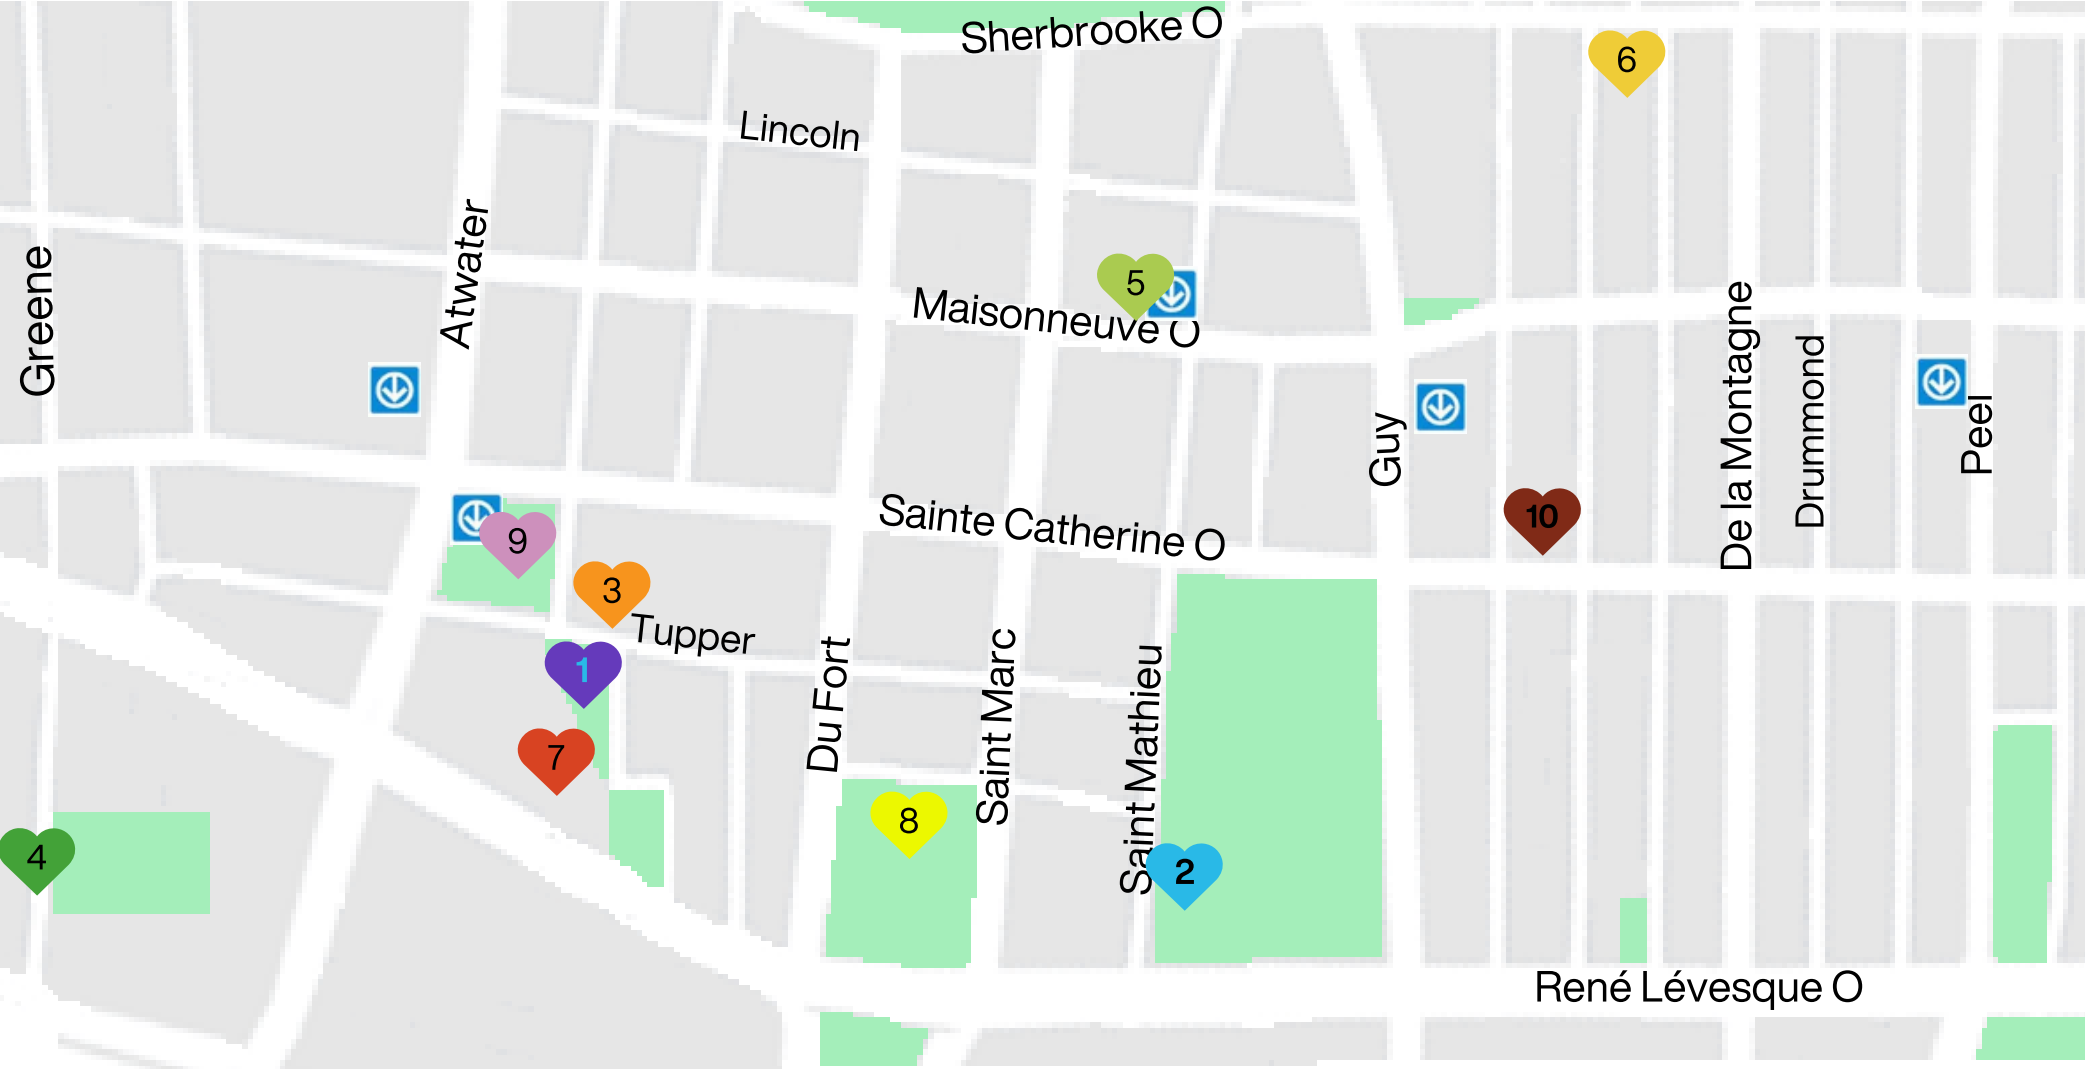 Sherbrooke O
6
Lincoln
Atwater
Greene
5
Maisonneuve O
De la Montagne
Drummond
Peel
Guy
Sainte Catherine O
10
9
3
Tupper
1
Du Fort
Saint Marc
Saint Mathieu
7
8
4
2
René Lévesque O